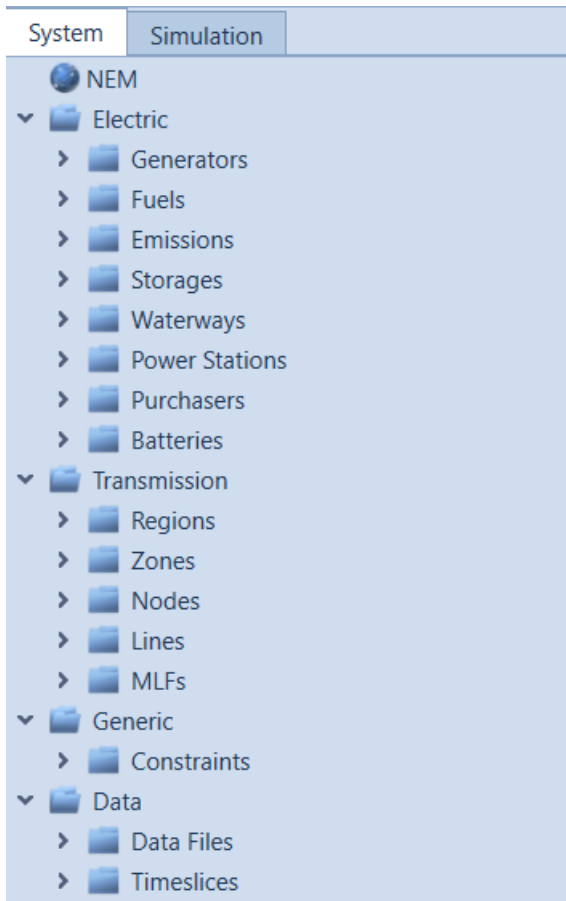 System Simulation
NEM
Electric
Generators
Fuels
Emissions
Storages
Waterways
Power Stations
Purchasers
Batteries
Transmission
Regions
Zones
Nodes
Lines
MLFs
Generic
Constraints
Data
Data Files
Timeslices